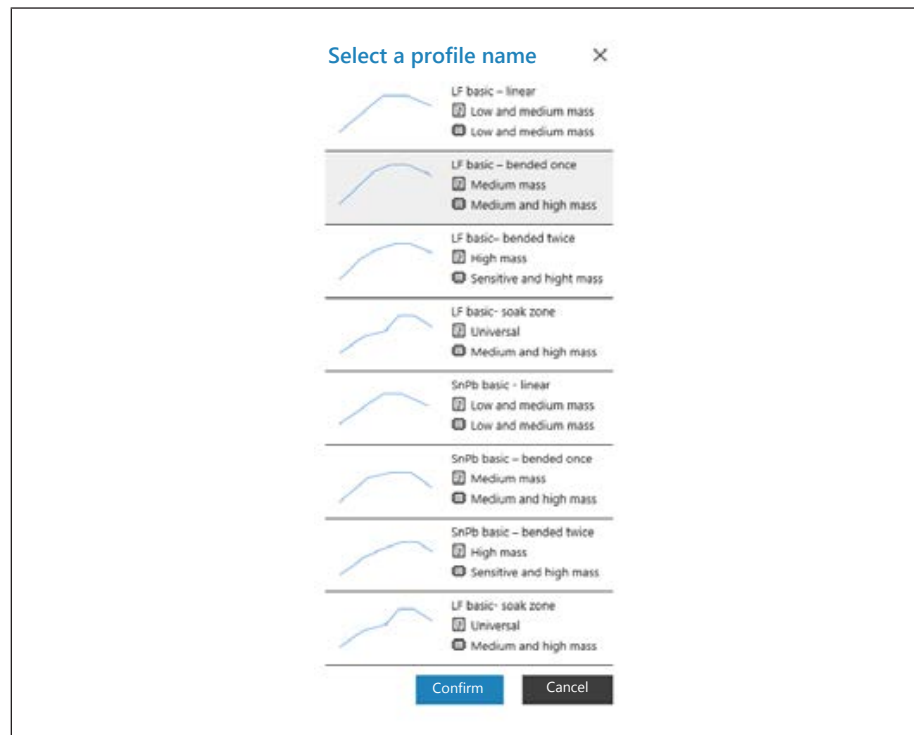 Select a profile name
LF basic – linear
Low and medium mass
Low and medium mass
LF basic – bended once
Medium mass
Medium and high mass
LF basic– bended twice
High mass
Sensitive and hight mass
LF basic- soak zone
Universal
Medium and high mass
SnPb basic - linear
Low and medium mass
Low and medium mass
SnPb basic – bended once
Medium mass
Medium and high mass
SnPb basic – bended twice
High mass
Sensitive and high mass
LF basic- soak zone
Universal
Medium and high mass
Confirm Cancel